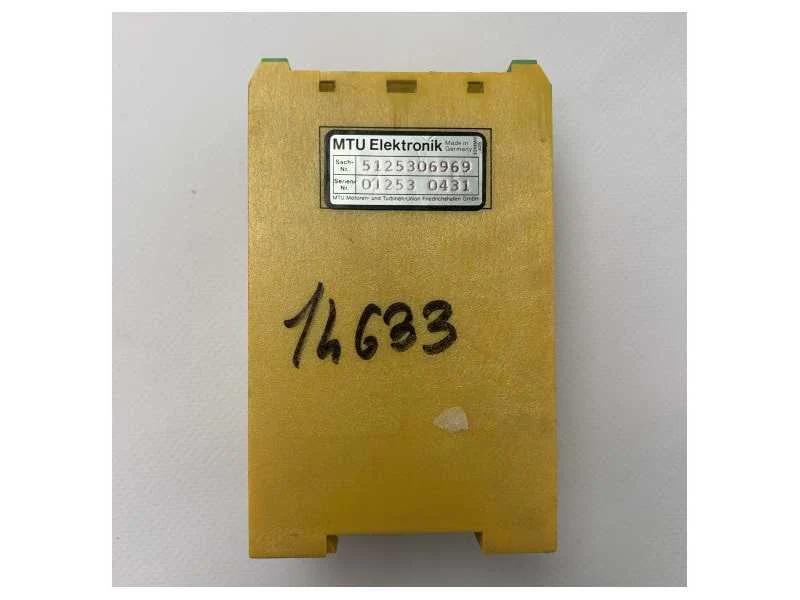 MTU Elektronik Made in Germany
Sach-Nr. 5125306969
Serien-Nr. 01253 0431
MTU Motoren- und Turbinen-Union Friedrichshafen GmbH
14633